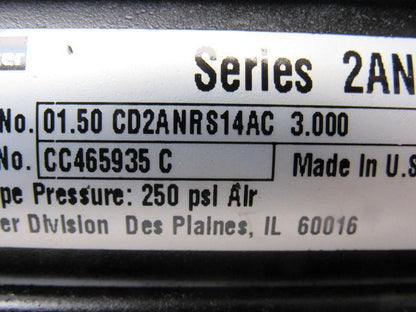 Series 2AN
No. 01.50 CD2ANRS14AC 3.000
No. CC465935 C Made In U.S
pe Pressure: 250 psi Air
er Division Des Plaines, IL 60016